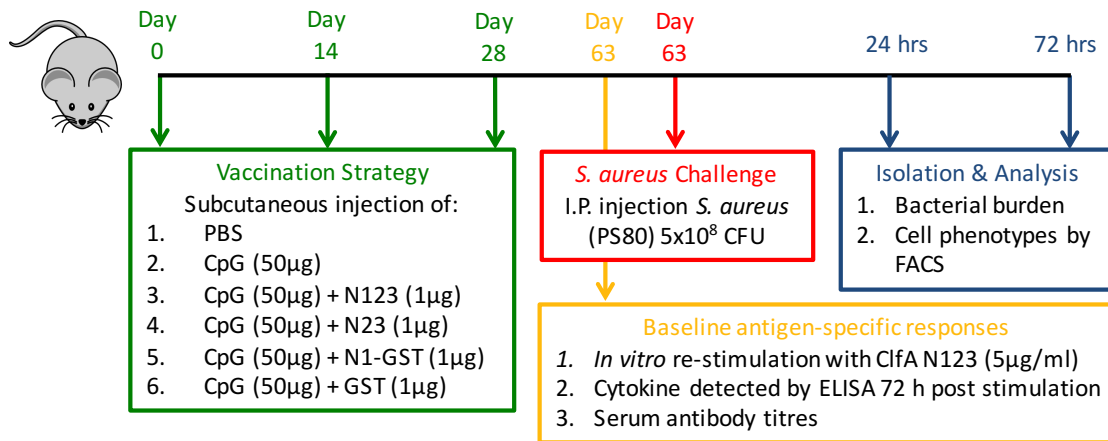 Day
0
Day
14
Day
28
Day
63
Day
63
24 hrs
72 hrs
Vaccination Strategy
Subcutaneous injection of:
1. PBS
2. CpG (50µg)
3. CpG (50µg) + N123 (1µg)
4. CpG (50µg) + N23 (1µg)
5. CpG (50µg) + N1-GST (1µg)
6. CpG (50µg) + GST (1µg)
S. aureus Challenge
I.P. injection S. aureus
(PS80) 5x10⁸ CFU
Isolation & Analysis
1. Bacterial burden
2. Cell phenotypes by
FACS
Baseline antigen-specific responses
1. In vitro re-stimulation with ClfA N123 (5µg/ml)
2. Cytokine detected by ELISA 72 h post stimulation
3. Serum antibody titres